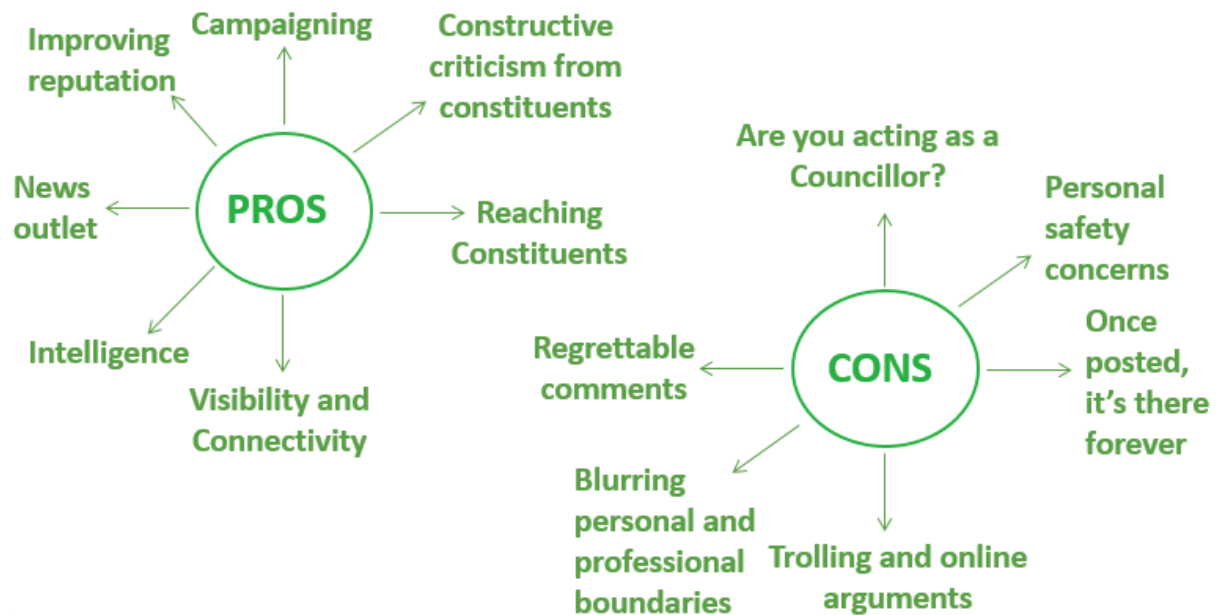 Campaigning
Improving
reputation
Constructive
criticism from
constituents
News
outlet
PROS
Reaching
Constituents
Intelligence
Visibility and
Connectivity
Are you acting as a
Councillor?
Personal
safety
concerns
Regrettable
comments
CONS
Once
posted,
it’s there
forever
Blurring
personal and
professional
boundaries
Trolling and online
arguments